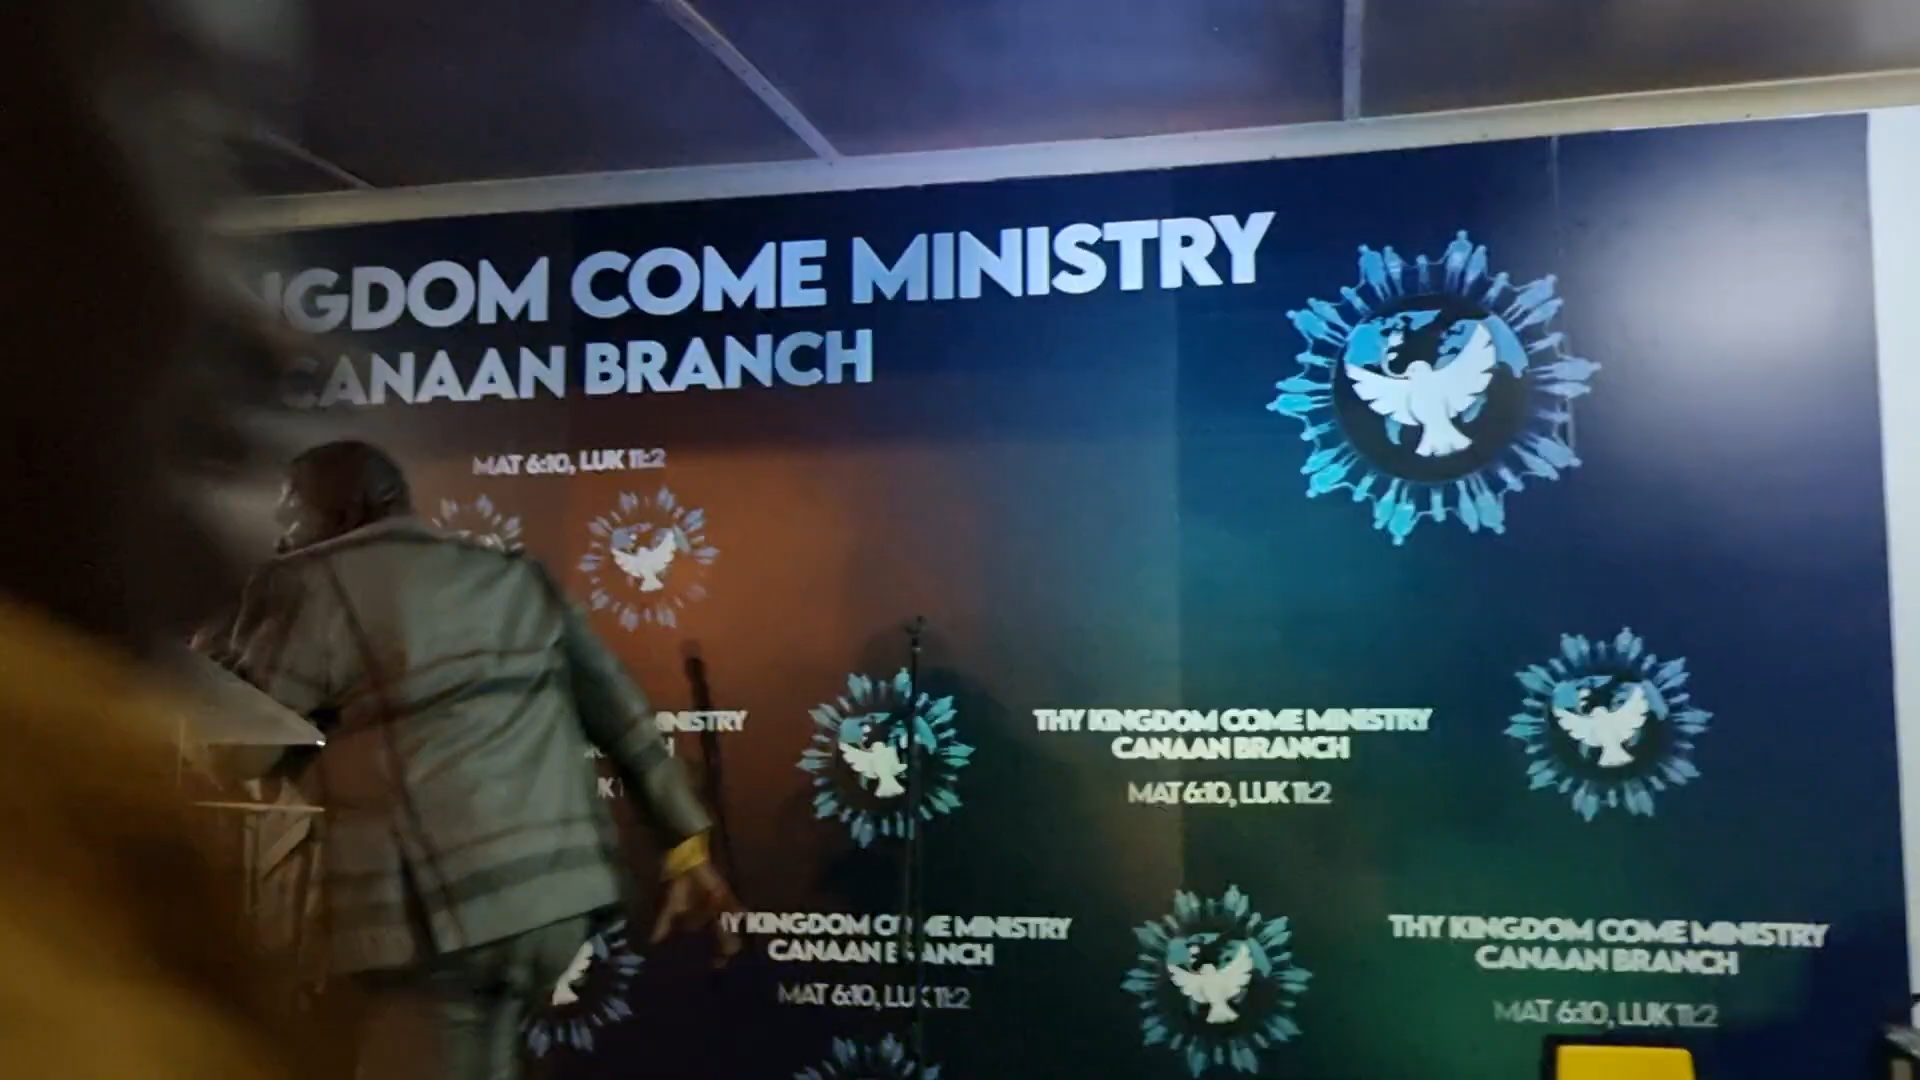 NGDOM COME MINISTRY
CANAAN BRANCH
MAT 6:10, LUK 11:2
INISTRY
THY KINGDOM COME MINISTRY
CANAAN BRANCH
MAT 6:10, LUK 11:2
HY KINGDOM COME MINISTRY
CANAAN BRANCH
MAT 6:10, LUK 11:2
THY KINGDOM COME MINISTRY
CANAAN BRANCH
MAT 6:10, LUK 11:2